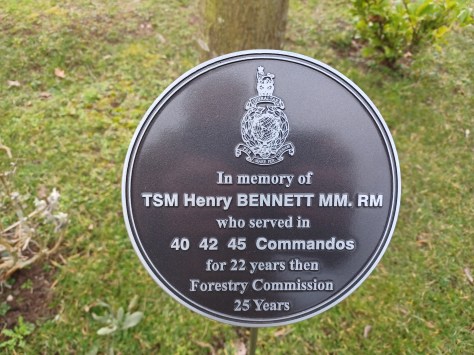 In memory of
TSM Henry BENNETT MM. RM
who served in
40 42 45 Commandos
for 22 years then
Forestry Commission
25 Years